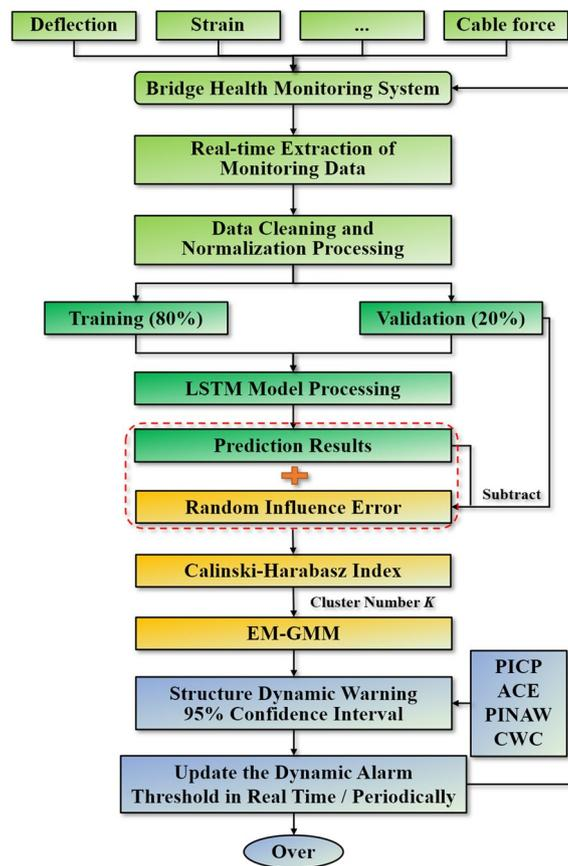 Deflection
Strain
...
Cable force
Bridge Health Monitoring System
Real-time Extraction of
Monitoring Data
Data Cleaning and
Normalization Processing
Training (80%)
Validation (20%)
LSTM Model Processing
Prediction Results
Random Influence Error
Subtract
Calinski-Harabasz Index
Cluster Number K
EM-GMM
Structure Dynamic Warning
95% Confidence Interval
PICP
ACE
PINAW
CWC
Update the Dynamic Alarm
Threshold in Real Time / Periodically
Over